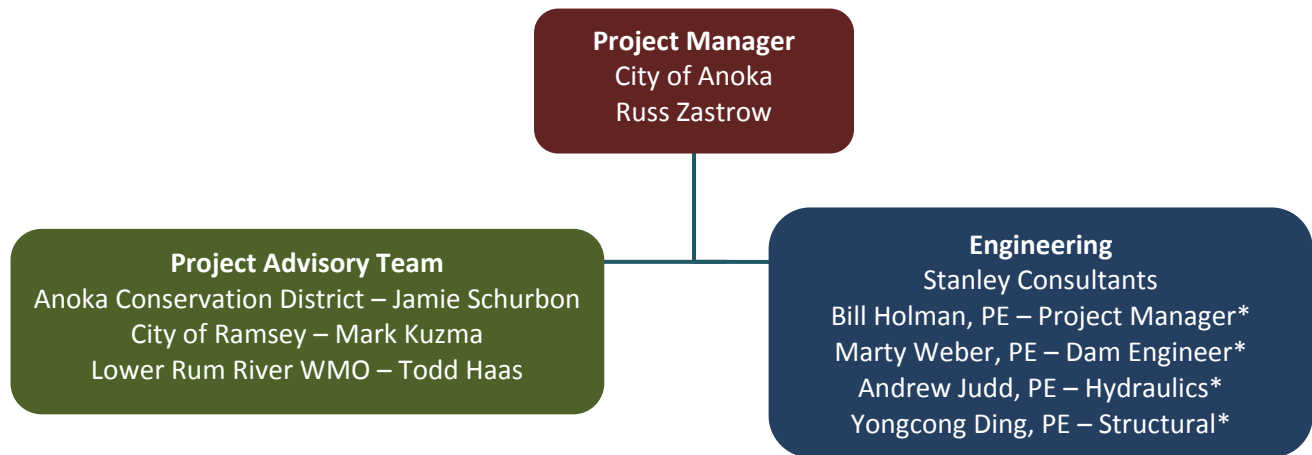 Project Manager
City of Anoka
Russ Zastrow
Project Advisory Team
Anoka Conservation District – Jamie Schurbon
City of Ramsey – Mark Kuzma
Lower Rum River WMO – Todd Haas
Engineering
Stanley Consultants
Bill Holman, PE – Project Manager*
Marty Weber, PE – Dam Engineer*
Andrew Judd, PE – Hydraulics*
Yongcong Ding, PE – Structural*